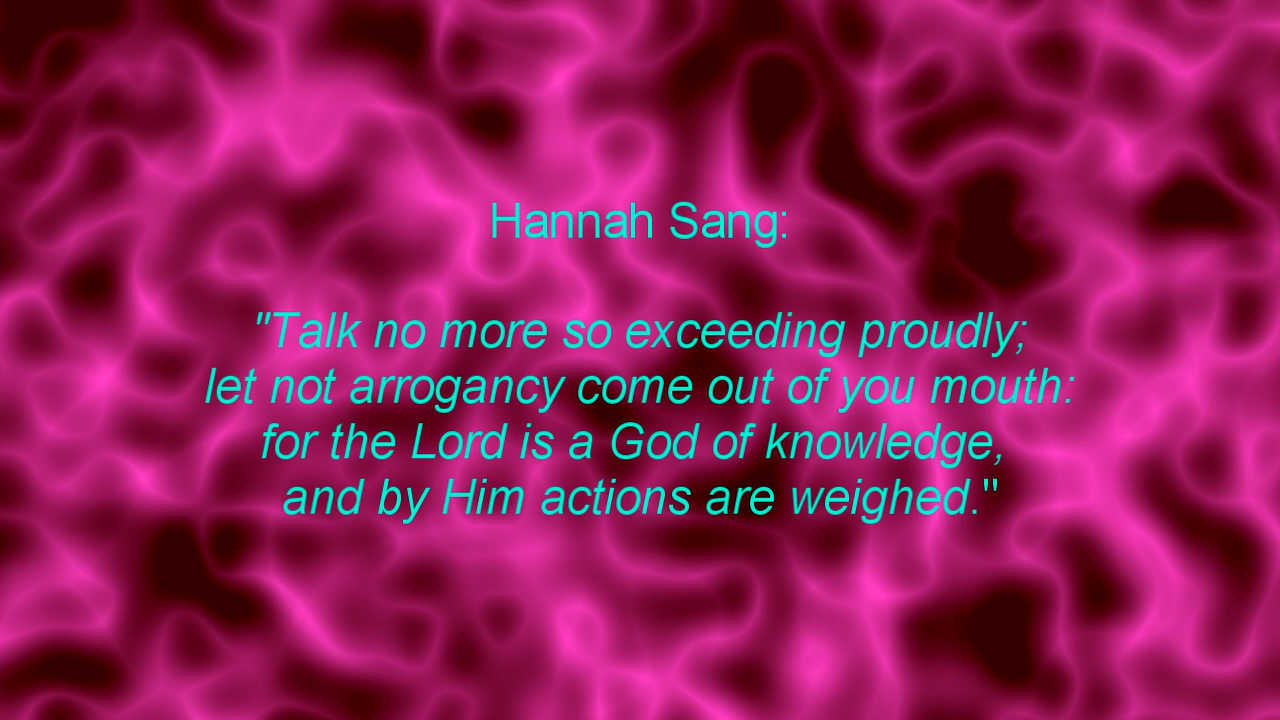 Hannah Sang:
"Talk no more so exceeding proudly;
let not arrogancy come out of you mouth:
for the Lord is a God of knowledge,
and by Him actions are weighed."